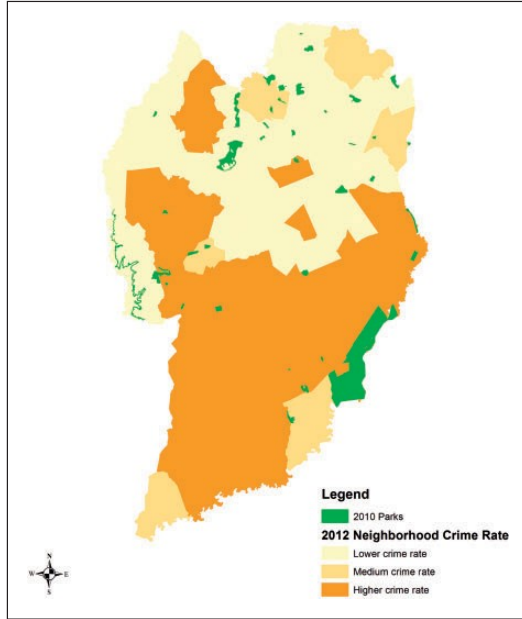 Legend
2010 Parks
2012 Neighborhood Crime Rate
Lower crime rate
Medium crime rate
Higher crime rate
N
W E
S